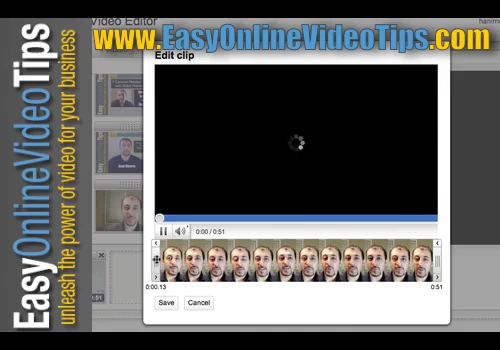 www.EasyOnlineVideoTips.com
EasyOnlineVideoTips
unleash the power of video for your business
Video Editor
Edit clip
0:00 / 0:51
0:00.13
0:51
Save
Cancel